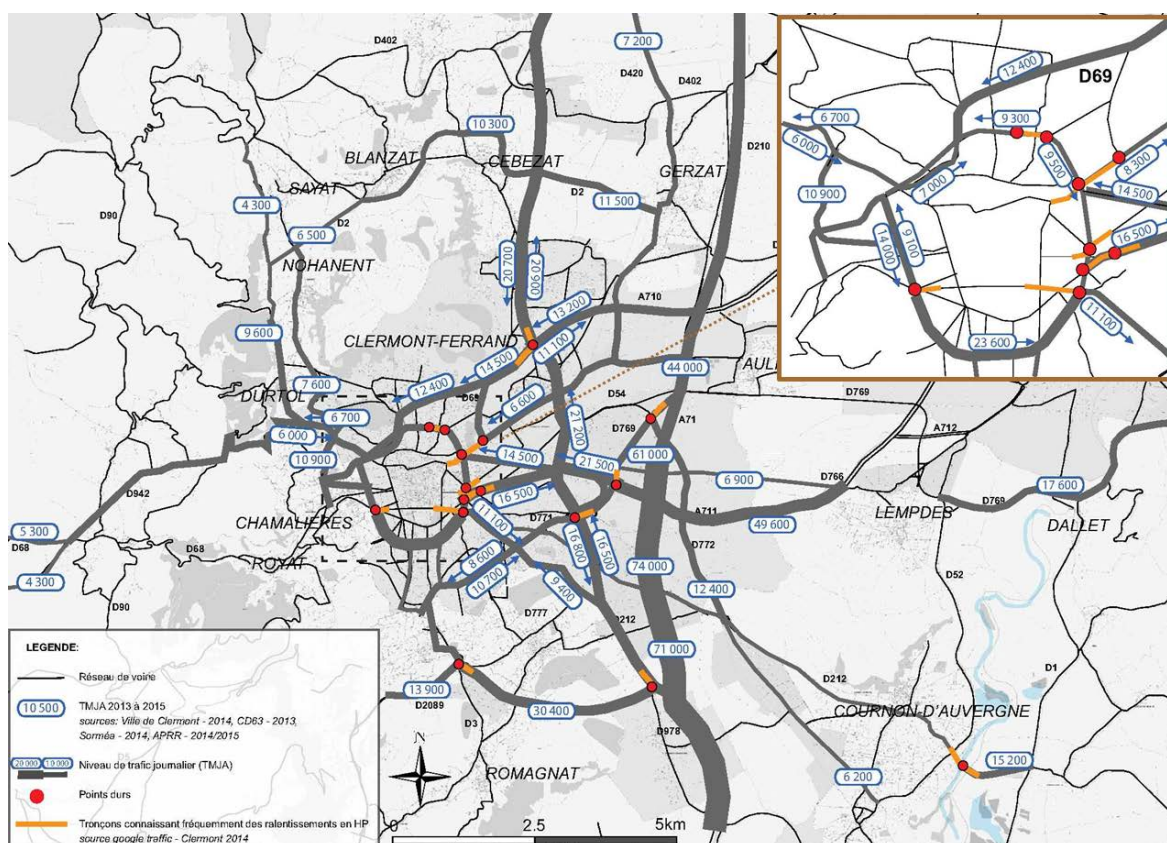 D402
7 200
D420
D402
10 300
BLANZAT
CEBEZAT
D210
GERZAT
SAYAT
D2
D90
4 300
D2
11 500
6 500
NOHANENT
20 700
20 900
A710
9 600
13 200
CLERMONT-FERRAND
11 100
14 500
44 000
AUL
12 400
7 600
DURTOL
D69
6 600
D54
D769
6 700
D769
A71
A712
6 000
21 200
10 900
14 500
21 500
61 000
D766
6 900
17 600
D942
16 500
D769
LEMPDES
DALLET
CHAMALIERES
11 100
D771
A711
49 600
5 300
D68
D68
16 800
16 500
D772
ROYAT
8 600
74 000
D52
4 300
10 700
9 400
12 400
D90
D777
D212
71 000
D1
D212
13 900
30 400
COURNON-D'AUVERGNE
D2089
D3
D978
15 200
ROMAGNAT
6 200
0 2.5 5km
LEGENDE:
Réseau de voirie
10 500
TMJA 2013 à 2015
sources: Ville de Clermont - 2014, CD63 - 2013,
Sorméa - 2014, APRR - 2014/2015
20 000 10 000
Niveau de trafic journalier (TMJA)
Points durs
Tronçons connaissant fréquemment des ralentissements en HP
source google traffic - Clermont 2014
12 400
D69
6 700
9 300
6 000
9 500
8 300
10 900
7 000
14 500
9 100
16 500
14 000
11 100
23 600